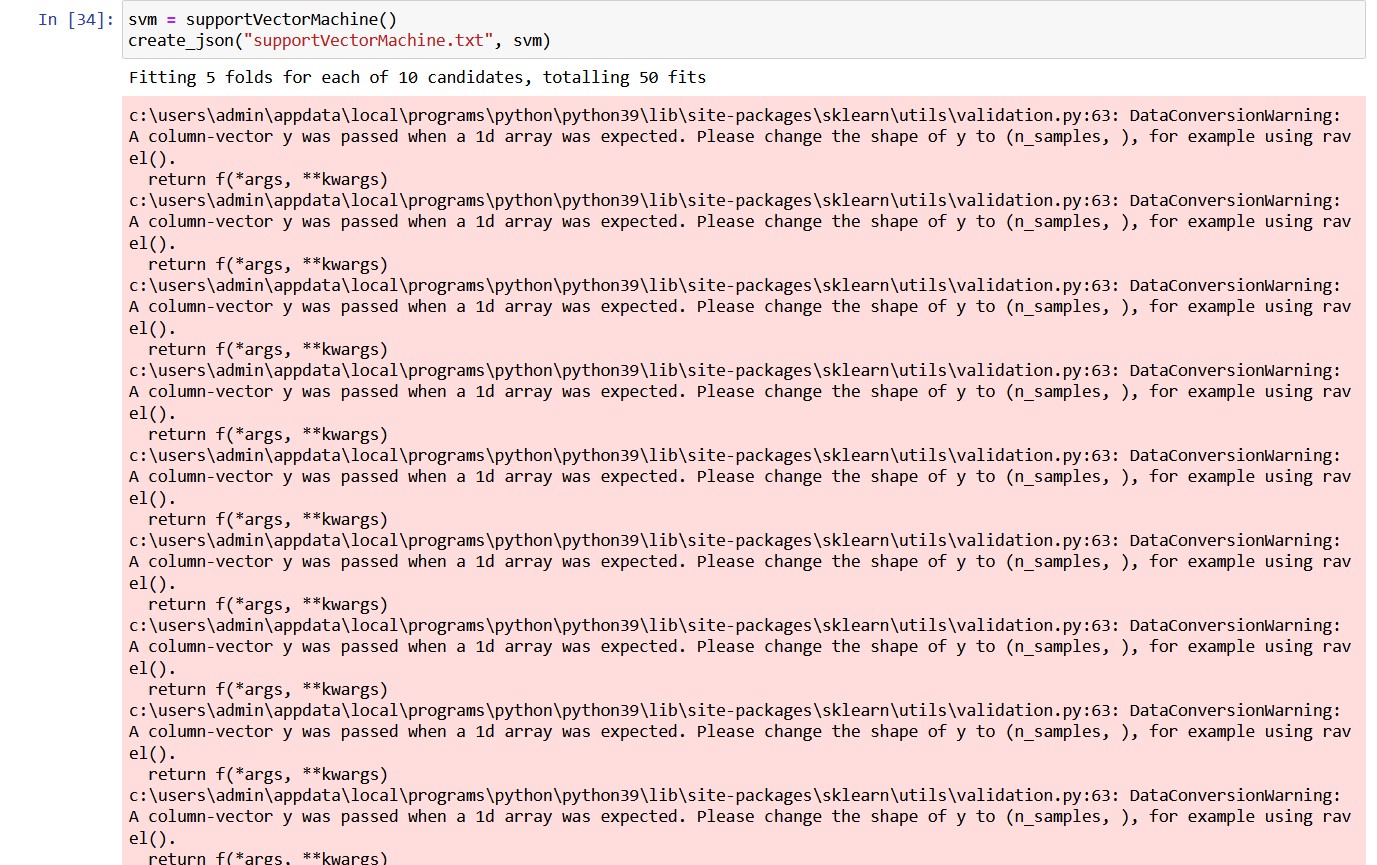 In [34]: svm = supportVectorMachine()
create_json("supportVectorMachine.txt", svm)
Fitting 5 folds for each of 10 candidates, totalling 50 fits
c:\users\admin\appdata\local\programs\python\python39\lib\site-packages\sklearn\utils\validation.py:63: DataConversionWarning:
A column-vector y was passed when a 1d array was expected. Please change the shape of y to (n_samples, ), for example using rav
el().
  return f(*args, **kwargs)
c:\users\admin\appdata\local\programs\python\python39\lib\site-packages\sklearn\utils\validation.py:63: DataConversionWarning:
A column-vector y was passed when a 1d array was expected. Please change the shape of y to (n_samples, ), for example using rav
el().
  return f(*args, **kwargs)
c:\users\admin\appdata\local\programs\python\python39\lib\site-packages\sklearn\utils\validation.py:63: DataConversionWarning:
A column-vector y was passed when a 1d array was expected. Please change the shape of y to (n_samples, ), for example using rav
el().
  return f(*args, **kwargs)
c:\users\admin\appdata\local\programs\python\python39\lib\site-packages\sklearn\utils\validation.py:63: DataConversionWarning:
A column-vector y was passed when a 1d array was expected. Please change the shape of y to (n_samples, ), for example using rav
el().
  return f(*args, **kwargs)
c:\users\admin\appdata\local\programs\python\python39\lib\site-packages\sklearn\utils\validation.py:63: DataConversionWarning:
A column-vector y was passed when a 1d array was expected. Please change the shape of y to (n_samples, ), for example using rav
el().
  return f(*args, **kwargs)
c:\users\admin\appdata\local\programs\python\python39\lib\site-packages\sklearn\utils\validation.py:63: DataConversionWarning:
A column-vector y was passed when a 1d array was expected. Please change the shape of y to (n_samples, ), for example using rav
el().
  return f(*args, **kwargs)
c:\users\admin\appdata\local\programs\python\python39\lib\site-packages\sklearn\utils\validation.py:63: DataConversionWarning:
A column-vector y was passed when a 1d array was expected. Please change the shape of y to (n_samples, ), for example using rav
el().
  return f(*args, **kwargs)
c:\users\admin\appdata\local\programs\python\python39\lib\site-packages\sklearn\utils\validation.py:63: DataConversionWarning:
A column-vector y was passed when a 1d array was expected. Please change the shape of y to (n_samples, ), for example using rav
el().
  return f(*args, **kwargs)
c:\users\admin\appdata\local\programs\python\python39\lib\site-packages\sklearn\utils\validation.py:63: DataConversionWarning:
A column-vector y was passed when a 1d array was expected. Please change the shape of y to (n_samples, ), for example using rav
el().
  return f(*args, **kwargs)